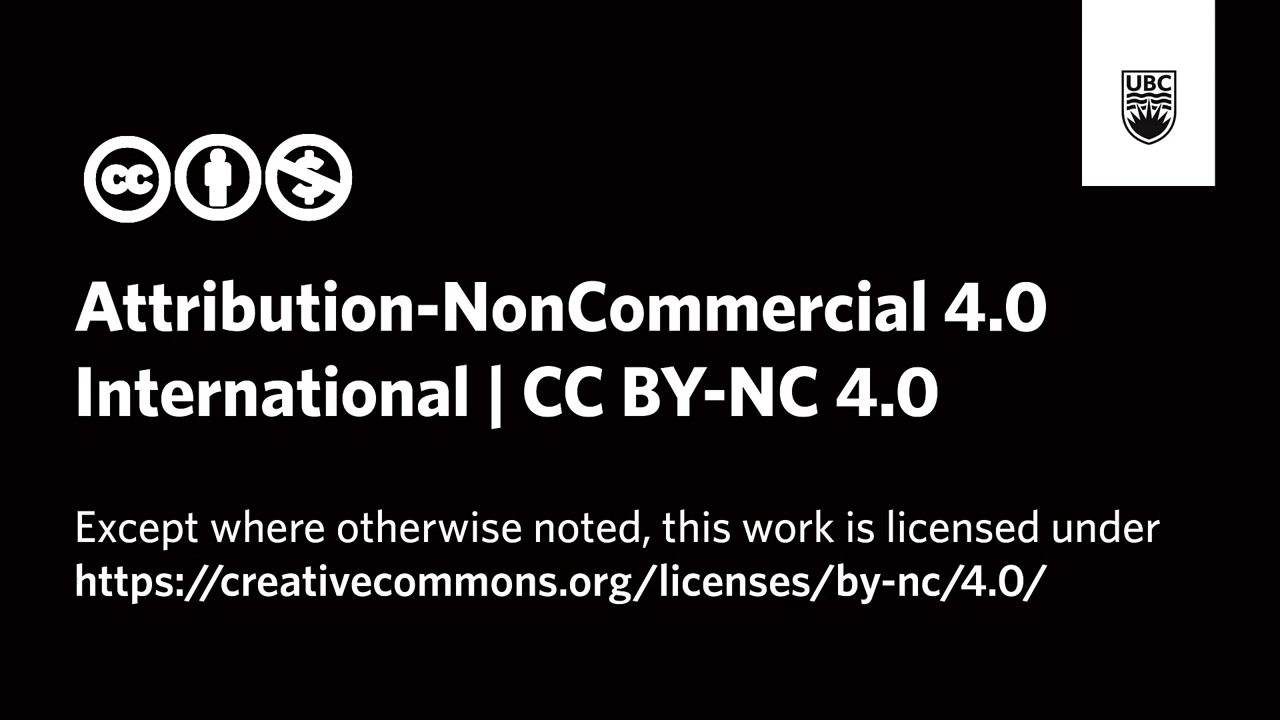 UBC
cc
Attribution-NonCommercial 4.0
International | CC BY-NC 4.0
Except where otherwise noted, this work is licensed under
https://creativecommons.org/licenses/by-nc/4.0/